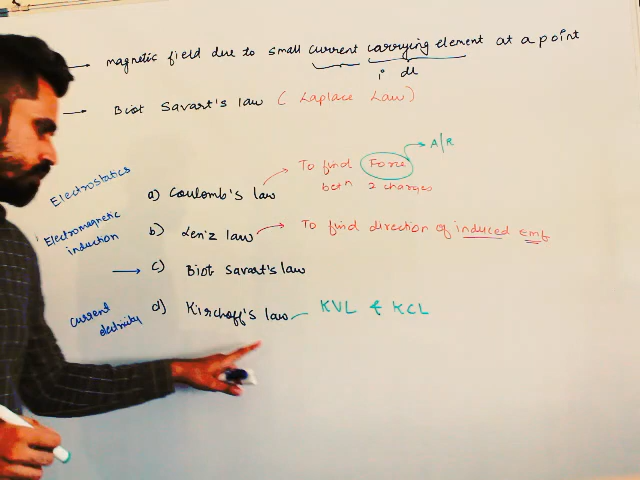 → magnetic field due to small current carrying element at a point
i dl
→ Biot Savart's law (Laplace Law)
Electrostatics
a) Coulomb's law → To find Force → A/R
betn 2 charges
Electromagnetic induction
b) Lenz law → To find direction of induced emf
→ c) Biot Savart's law
Current electricity
d) Kirchoff's law – KVL & KCL